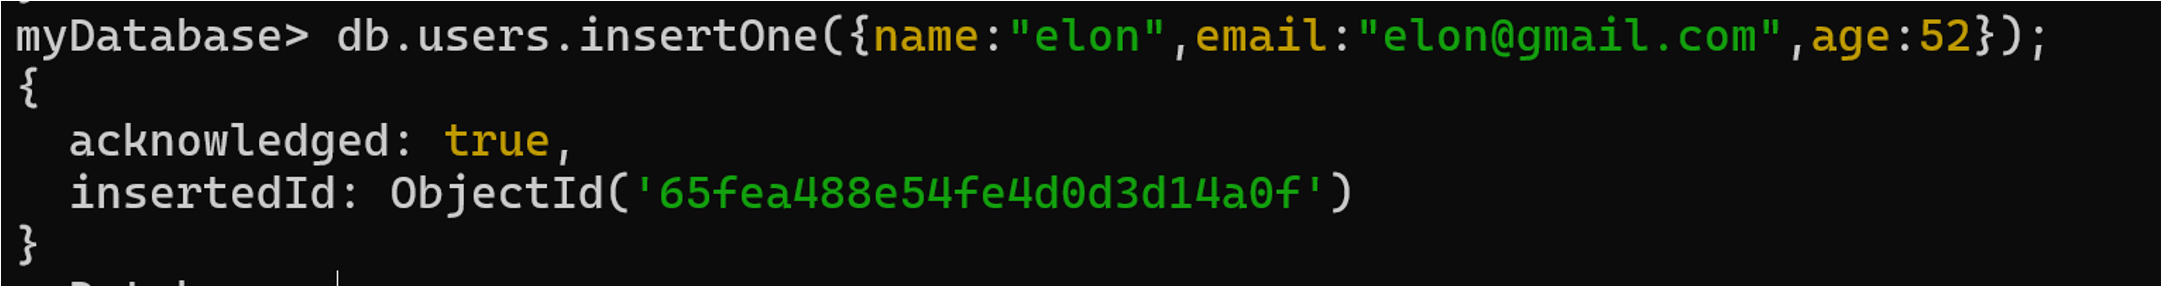 myDatabase> db.users.insertOne({name:"elon",email:"elon@gmail.com",age:52});
{
  acknowledged: true,
  insertedId: ObjectId('65fea488e54fe4d0d3d14a0f')
}